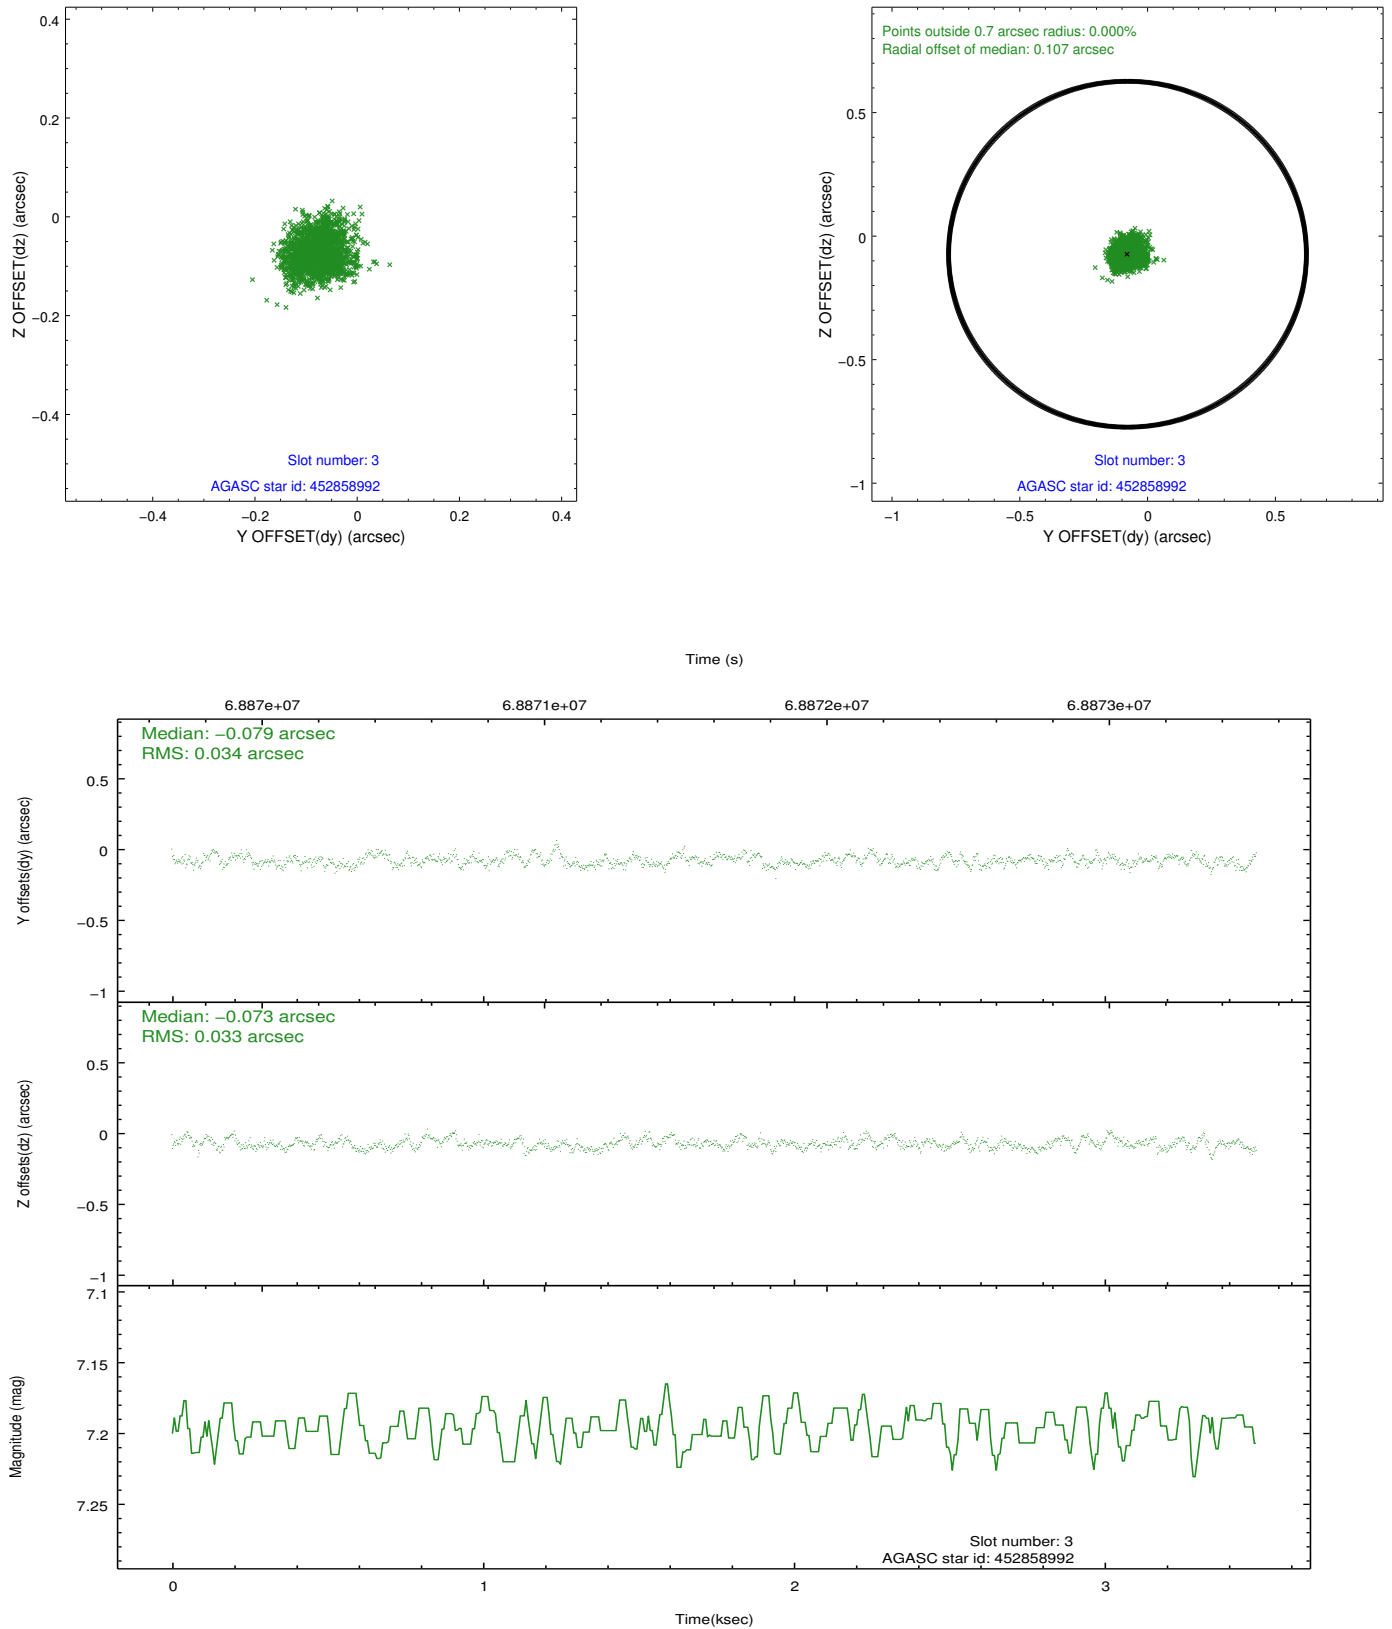 0.4
0.2
0
−0.2
−0.4
Z OFFSET(dz) (arcsec)
Slot number: 3
AGASC star id: 452858992
−0.4 −0.2 0 0.2 0.4
Y OFFSET(dy) (arcsec)
Points outside 0.7 arcsec radius: 0.000%
Radial offset of median: 0.107 arcsec
0.5
0
−0.5
−1
Z OFFSET(dz) (arcsec)
Slot number: 3
AGASC star id: 452858992
−1 −0.5 0 0.5
Y OFFSET(dy) (arcsec)
Time (s)
6.887e+07 6.8871e+07 6.8872e+07 6.8873e+07
Median: −0.079 arcsec
RMS: 0.034 arcsec
0.5
0
−0.5
−1
Y offsets(dy) (arcsec)
Median: −0.073 arcsec
RMS: 0.033 arcsec
0.5
0
−0.5
−1
Z offsets(dz) (arcsec)
7.1
7.15
7.2
7.25
Magnitude (mag)
Slot number: 3
AGASC star id: 452858992
0 1 2 3
Time(ksec)